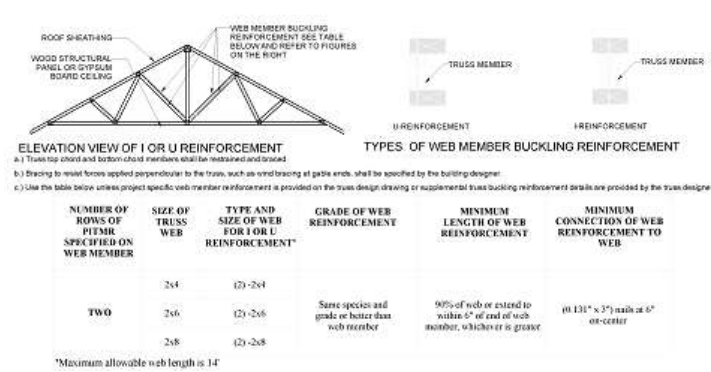 ROOF SHEATHING
WOOD STRUCTURAL
PANEL OR GYPSUM
BOARD CEILING
WEB MEMBER BUCKLING
REINFORCEMENT SEE TABLE
BELOW AND REFER TO FIGURES
ON THE RIGHT
TRUSS MEMBER
TRUSS MEMBER
U-REINFORCEMENT
I-REINFORCEMENT
ELEVATION VIEW OF I OR U REINFORCEMENT
TYPES OF WEB MEMBER BUCKLING REINFORCEMENT
a.) Truss top chord and bottom chord members shall be restrained and braced
b.) Bracing to resist forces applied perpendicular to the truss, such as wind bracing at gable ends, shall be specified by the building designer
c.) Use the table below unless project specific web member reinforcement is provided on the truss design drawing or supplemental truss buckling reinforcement details are provided by the truss designe
NUMBER OF
ROWS OF
PITMR
SPECIFIED ON
WEB MEMBER
SIZE OF
TRUSS
WEB
TYPE AND
SIZE OF WEB
FOR I OR U
REINFORCEMENT*
GRADE OF WEB
REINFORCEMENT
MINIMUM
LENGTH OF WEB
REINFORCEMENT
MINIMUM
CONNECTION OF WEB
REINFORCEMENT TO
WEB
TWO
2x4
(2) -2x4
2x6
(2) -2x6
2x8
(2) -2x8
Same species and
grade or better than
web member
90% of web or extend to
within 6" of end of web
member, whichever is greater
(0.131" x 3") nails at 6"
on-center
*Maximum allowable web length is 14'